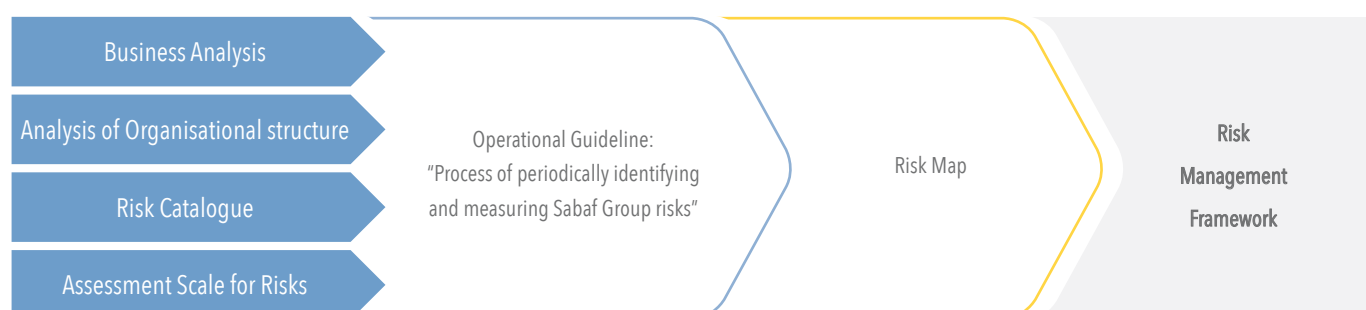 Business Analysis
Analysis of Organisational structure
Risk Catalogue
Assessment Scale for Risks
Operational Guideline:
“Process of periodically identifying
and measuring Sabaf Group risks”
Risk Map
Risk
Management
Framework